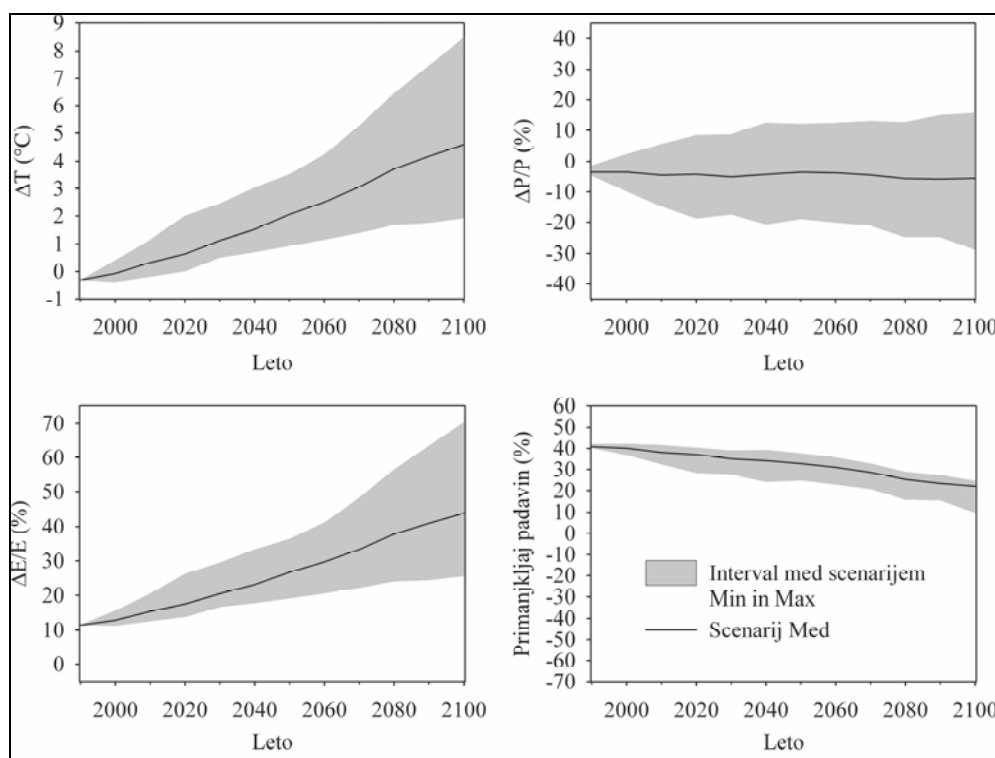 ΔT (°C)
9
8
7
6
5
4
3
2
1
0
-1
2000 2020 2040 2060 2080 2100
Leto
ΔP/P (%)
40
30
20
10
0
-10
-20
-30
-40
2000 2020 2040 2060 2080 2100
Leto
ΔE/E (%)
70
60
50
40
30
20
10
0
2000 2020 2040 2060 2080 2100
Leto
Primanjkljaj padavin (%)
60
50
40
30
20
10
0
-10
-20
-30
-40
-50
-60
-70
Interval med scenarijem
Min in Max
Scenarij Med
2000 2020 2040 2060 2080 2100
Leto